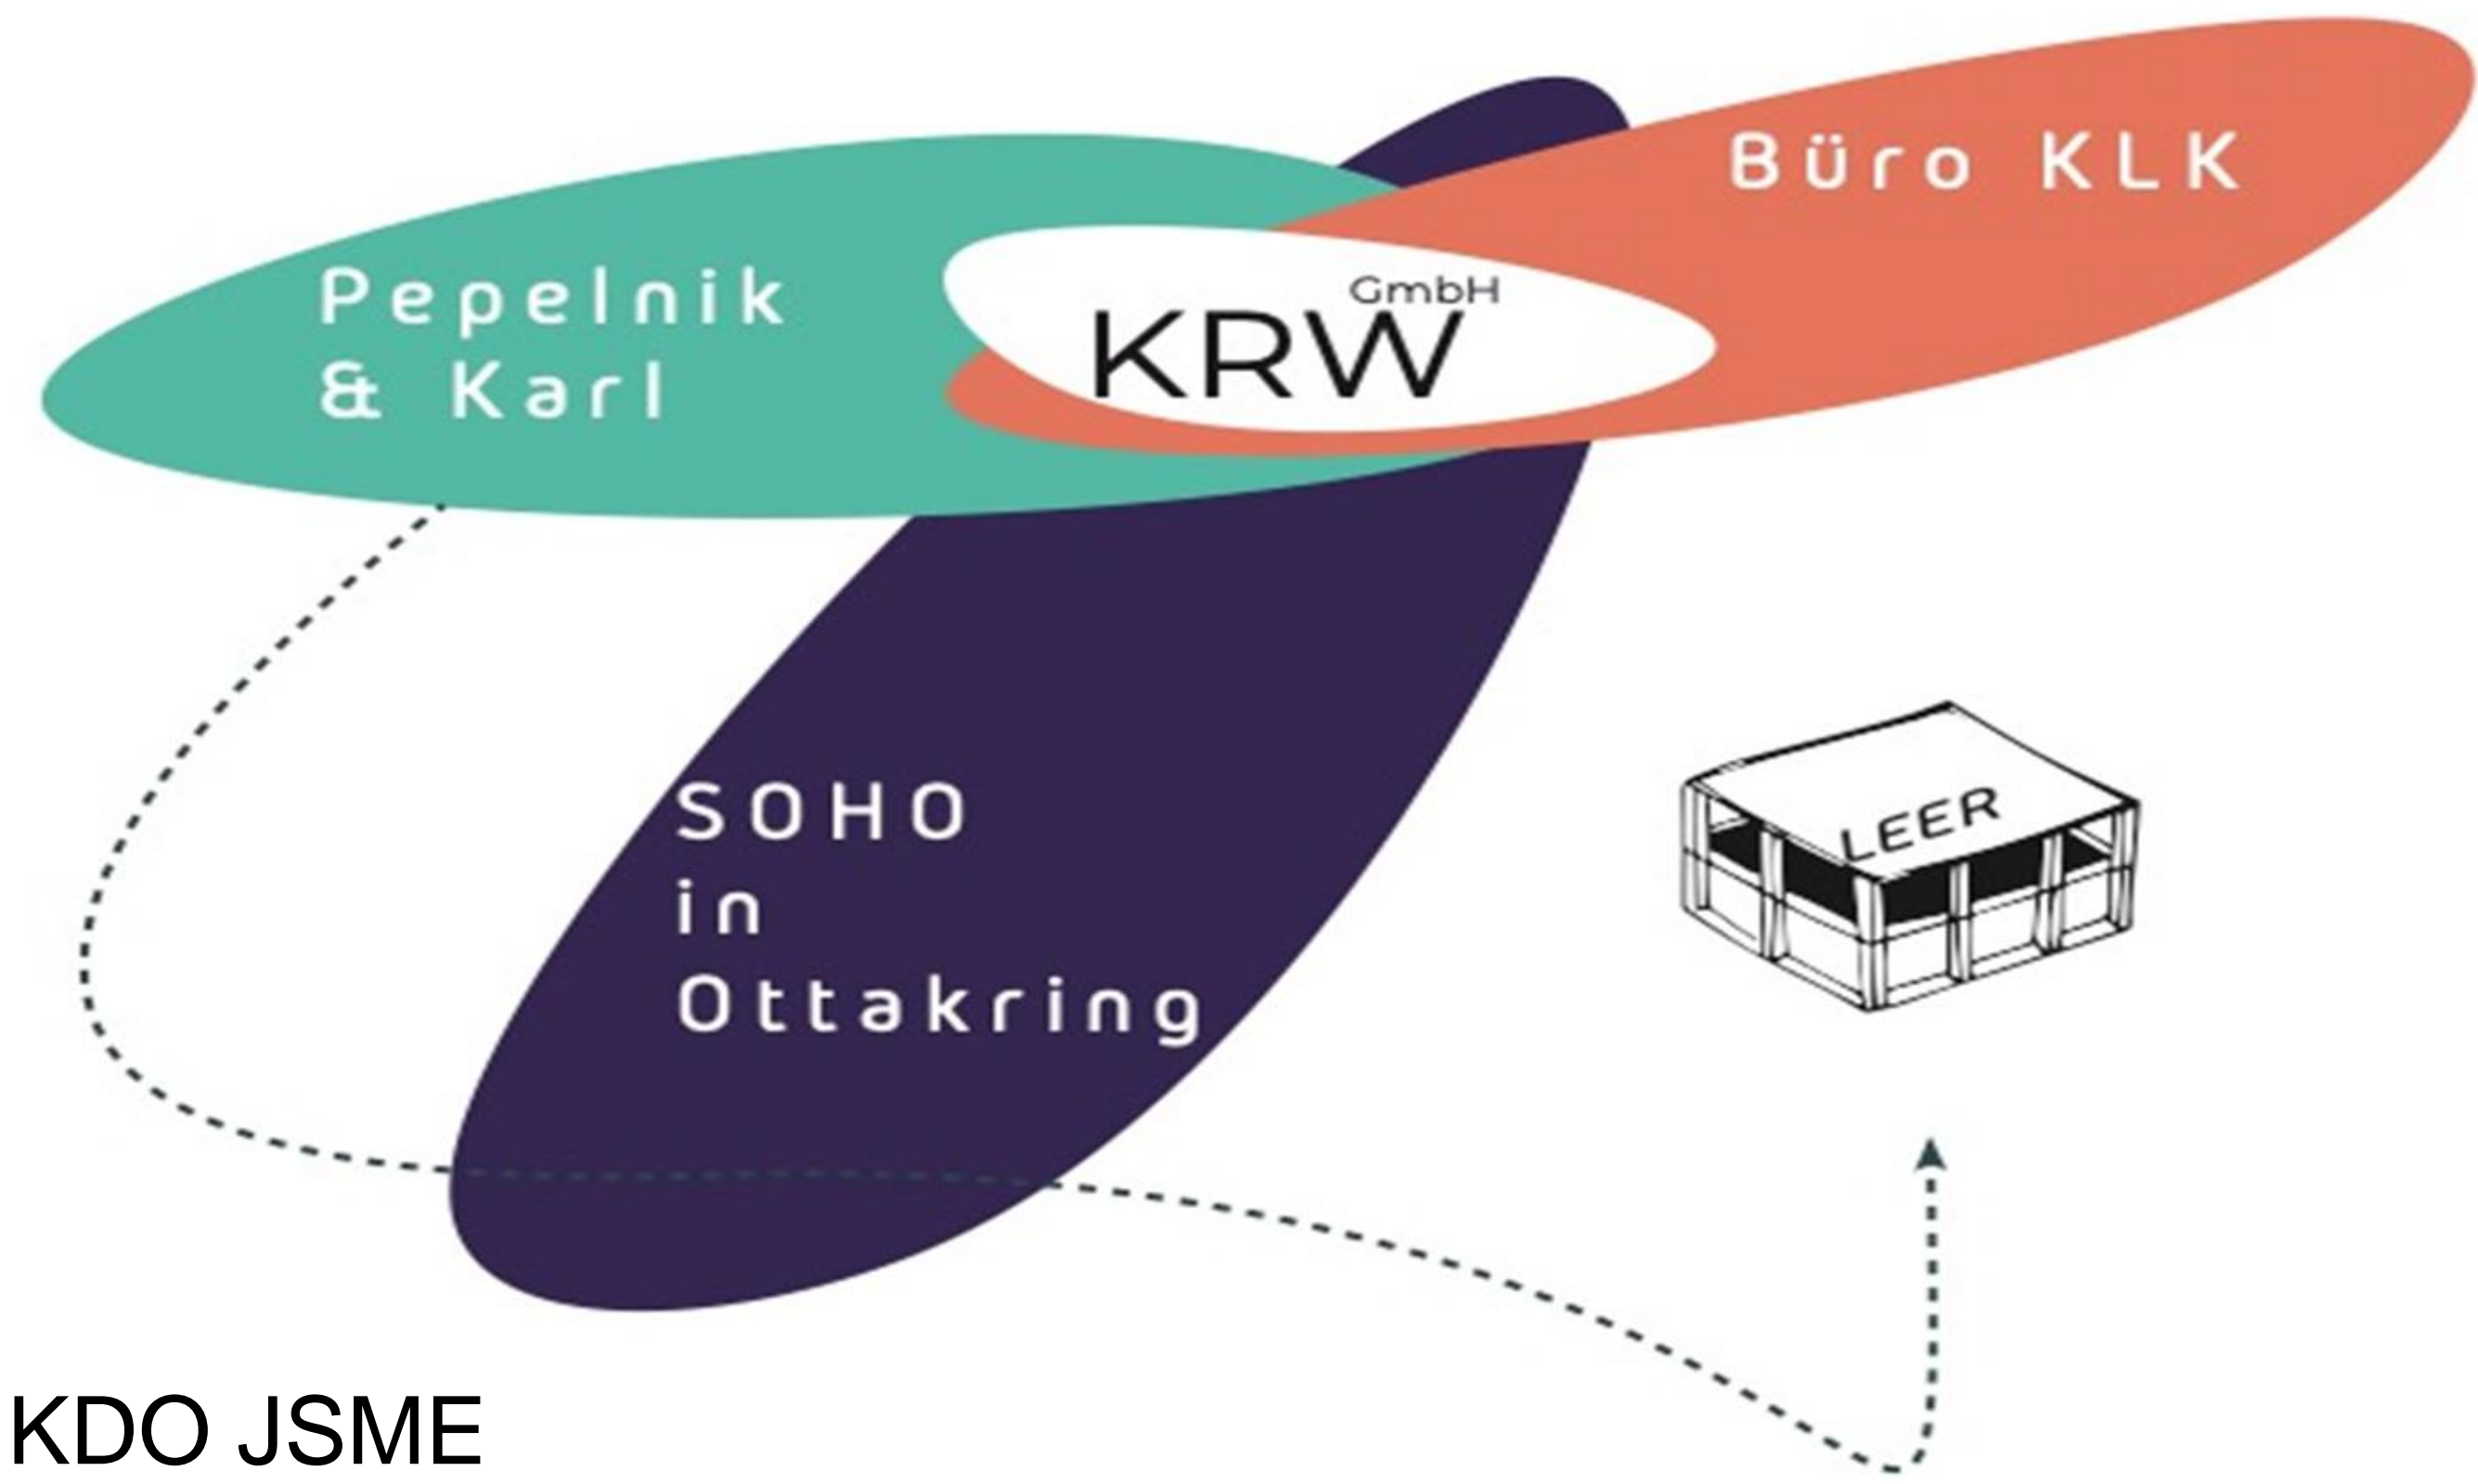 Büro KLK
Pepelnik
& Karl
GmbH
KRW
SOHO
in
Ottakring
LEER
KDO JSME